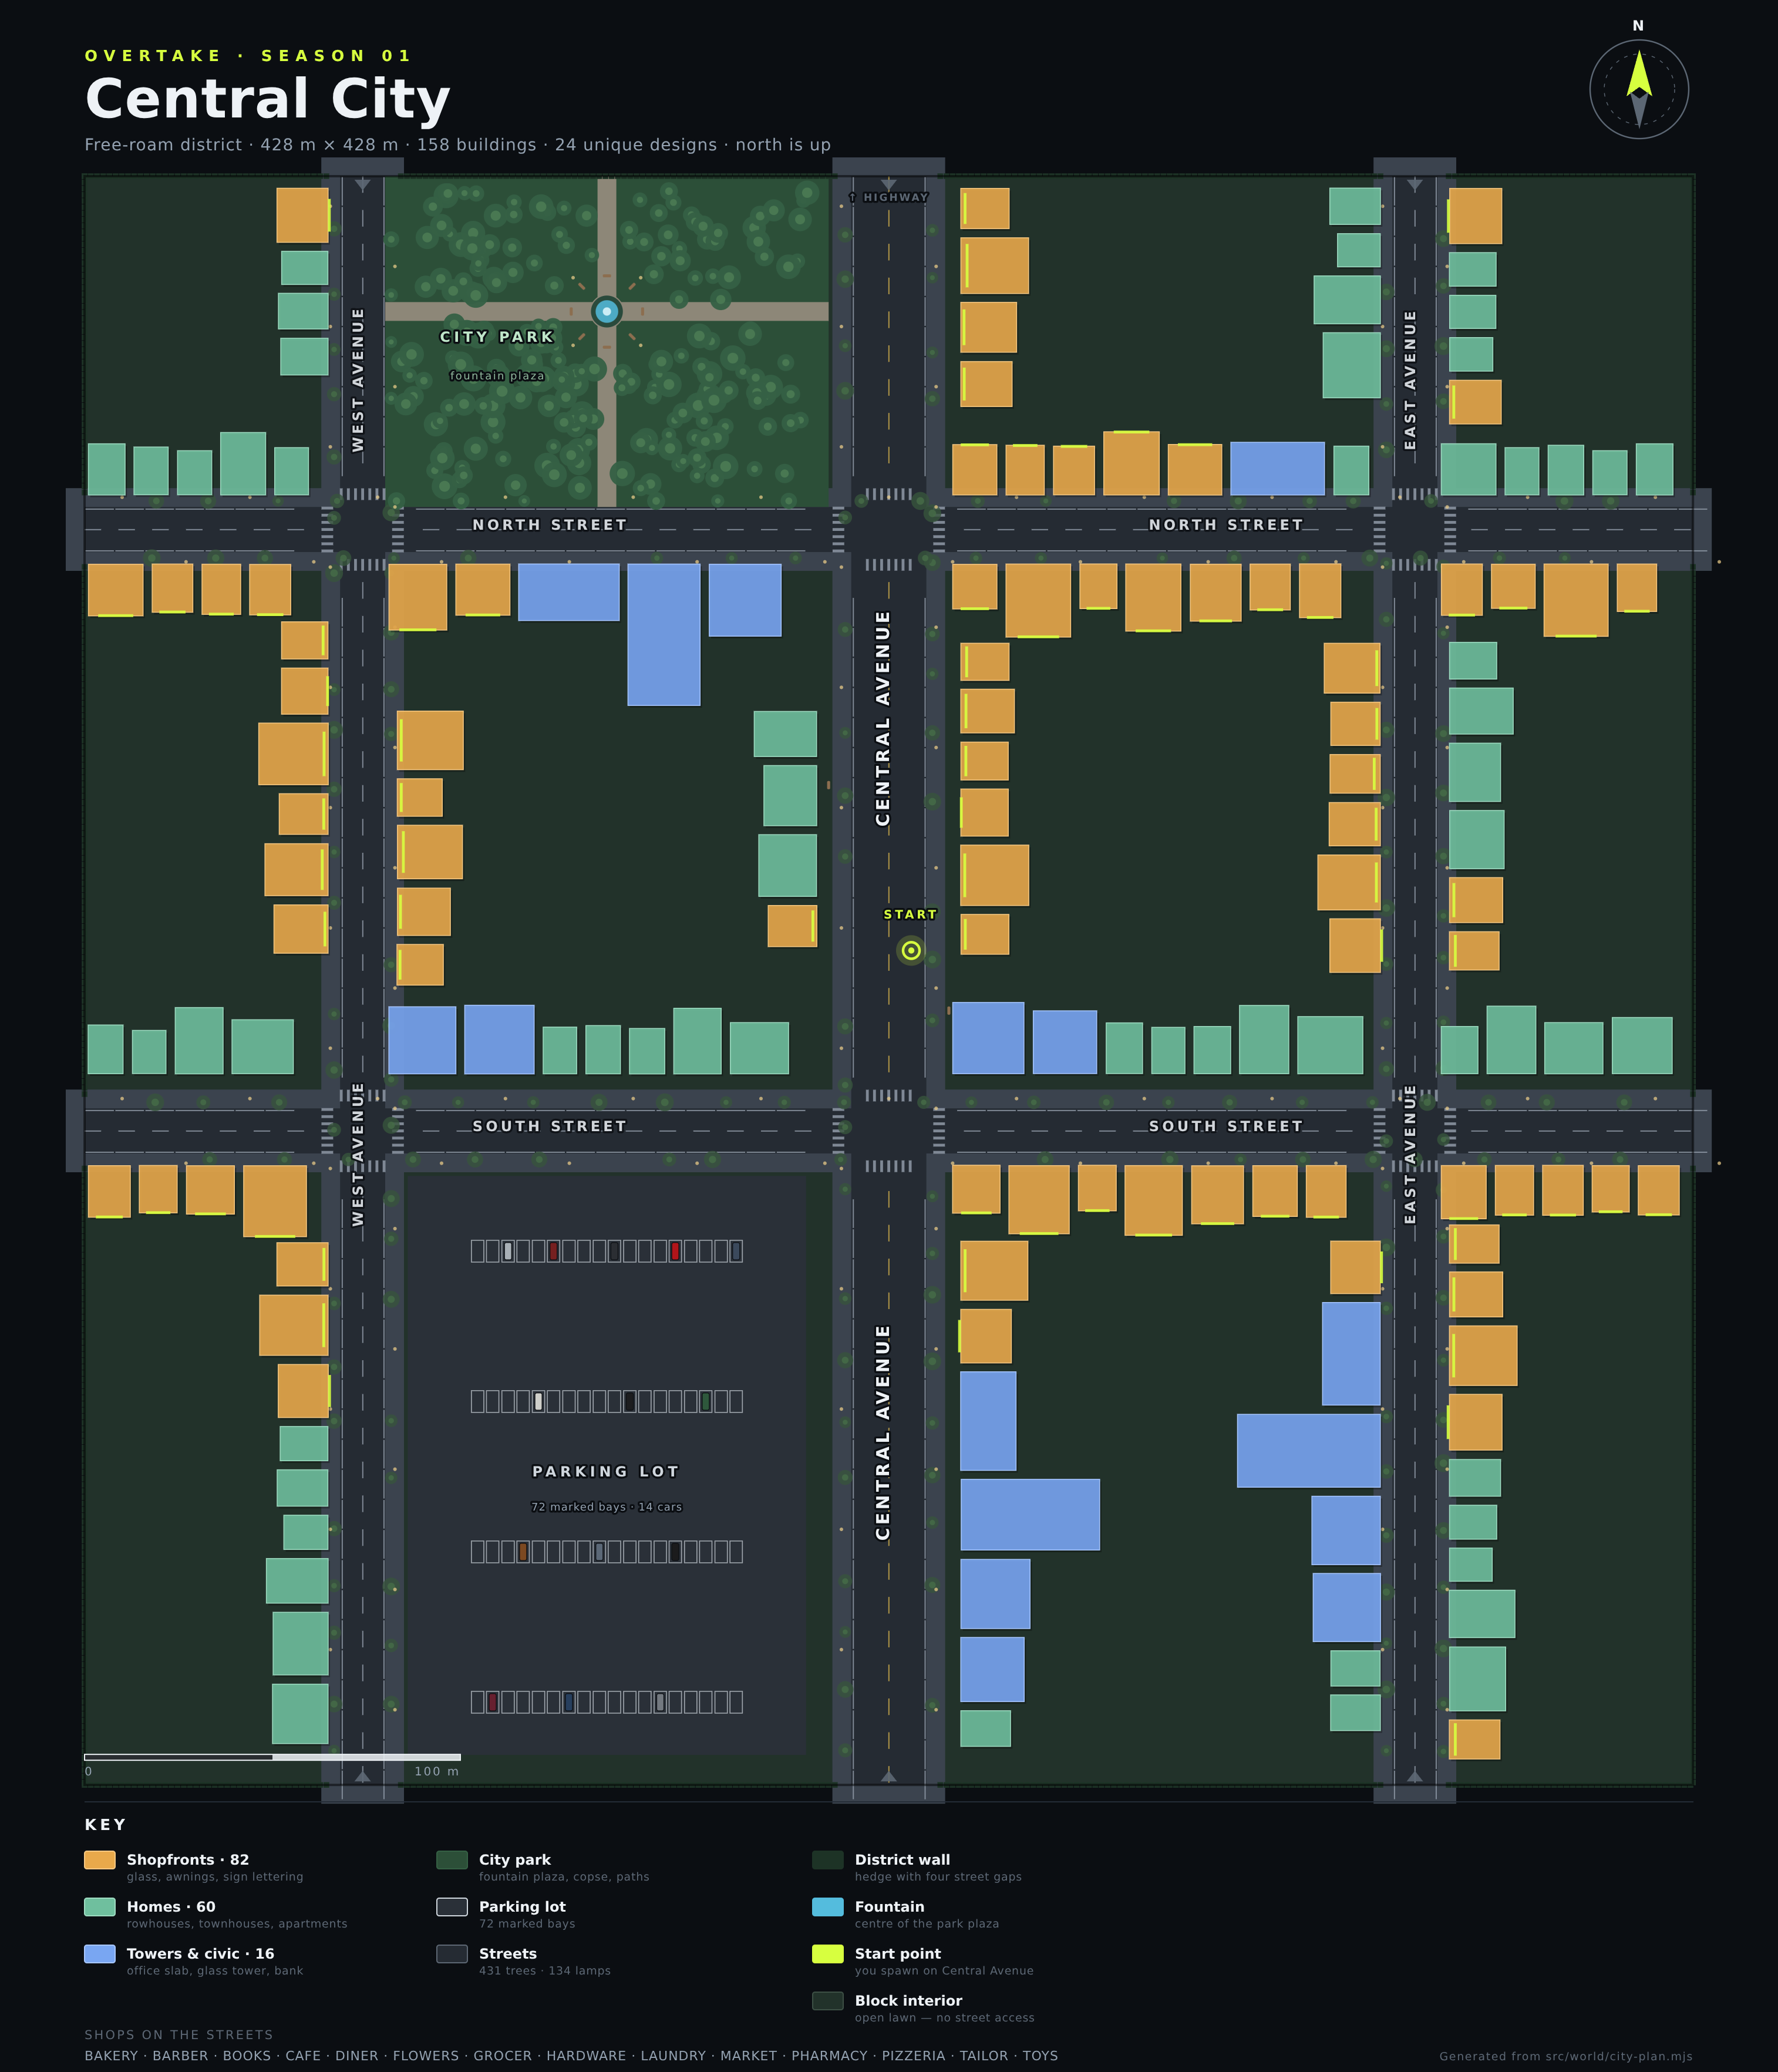 OVERTAKE · SEASON 01
Central City
Free-roam district · 428 m × 428 m · 158 buildings · 24 unique designs · north is up
N
↑ HIGHWAY
WEST AVENUE
CITY PARK
fountain plaza
EAST AVENUE
NORTH STREET
NORTH STREET
CENTRAL AVENUE
START
WEST AVENUE
EAST AVENUE
SOUTH STREET
SOUTH STREET
CENTRAL AVENUE
PARKING LOT
72 marked bays · 14 cars
0
100 m
KEY
Shopfronts · 82
glass, awnings, sign lettering
Homes · 60
rowhouses, townhouses, apartments
Towers & civic · 16
office slab, glass tower, bank
City park
fountain plaza, copse, paths
Parking lot
72 marked bays
Streets
431 trees · 134 lamps
District wall
hedge with four street gaps
Fountain
centre of the park plaza
Start point
you spawn on Central Avenue
Block interior
open lawn — no street access
SHOPS ON THE STREETS
BAKERY · BARBER · BOOKS · CAFE · DINER · FLOWERS · GROCER · HARDWARE · LAUNDRY · MARKET · PHARMACY · PIZZERIA · TAILOR · TOYS
Generated from src/world/city-plan.mjs